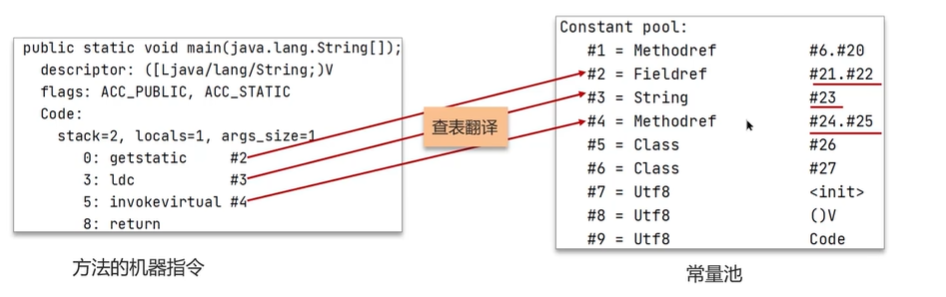 public static void main(java.lang.String[]);
descriptor: ([Ljava/lang/String;)V
flags: ACC_PUBLIC, ACC_STATIC
Code:
stack=2, locals=1, args_size=1
0: getstatic #2
3: ldc #3
5: invokevirtual #4
8: return
方法的机器指令
查表翻译
Constant pool:
#1 = Methodref #6.#20
#2 = Fieldref #21.#22
#3 = String #23
#4 = Methodref #24.#25
#5 = Class #26
#6 = Class #27
#7 = Utf8 <init>
#8 = Utf8 ()V
#9 = Utf8 Code
常量池